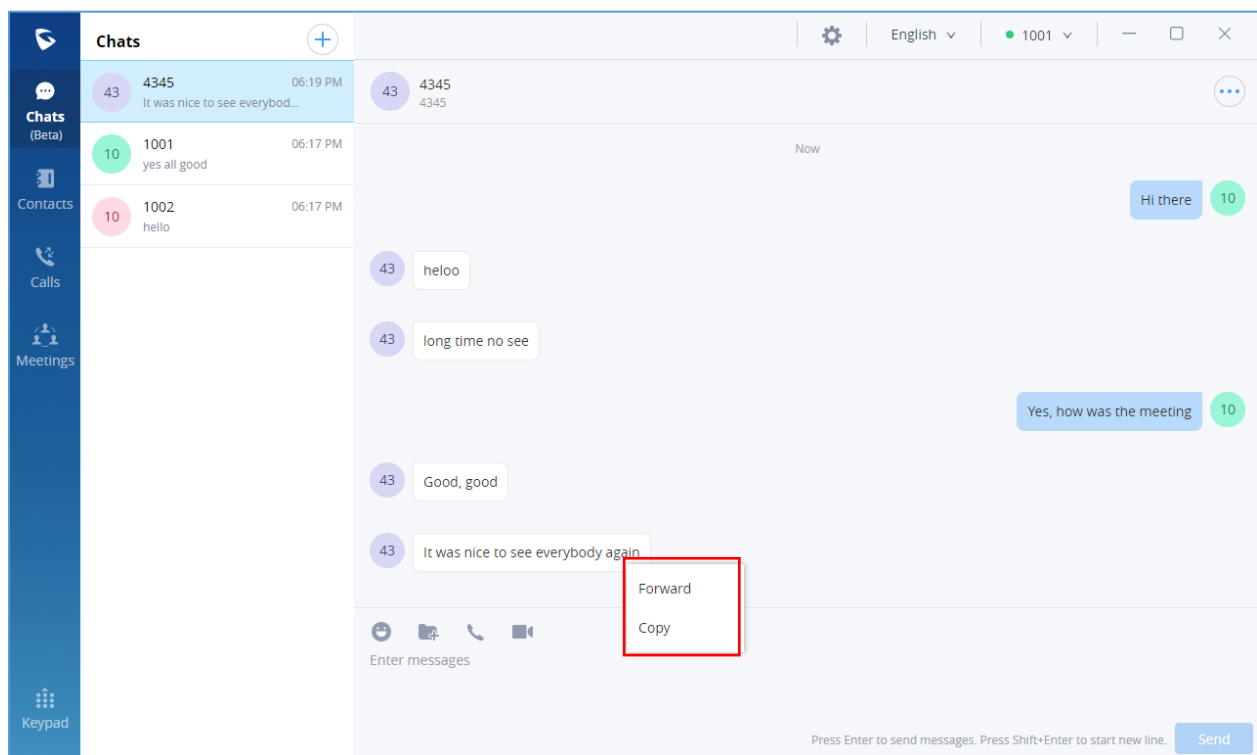 Chats
English
1001
Chats
(Beta)
Contacts
Calls
Meetings
Keypad
43
4345
06:19 PM
It was nice to see everybod...
10
1001
06:17 PM
yes all good
10
1002
06:17 PM
hello
43
4345
4345
Now
Hi there
10
43
heloo
43
long time no see
Yes, how was the meeting
10
43
Good, good
43
It was nice to see everybody again
Forward
Copy
Enter messages
Press Enter to send messages. Press Shift+Enter to start new line.
Send